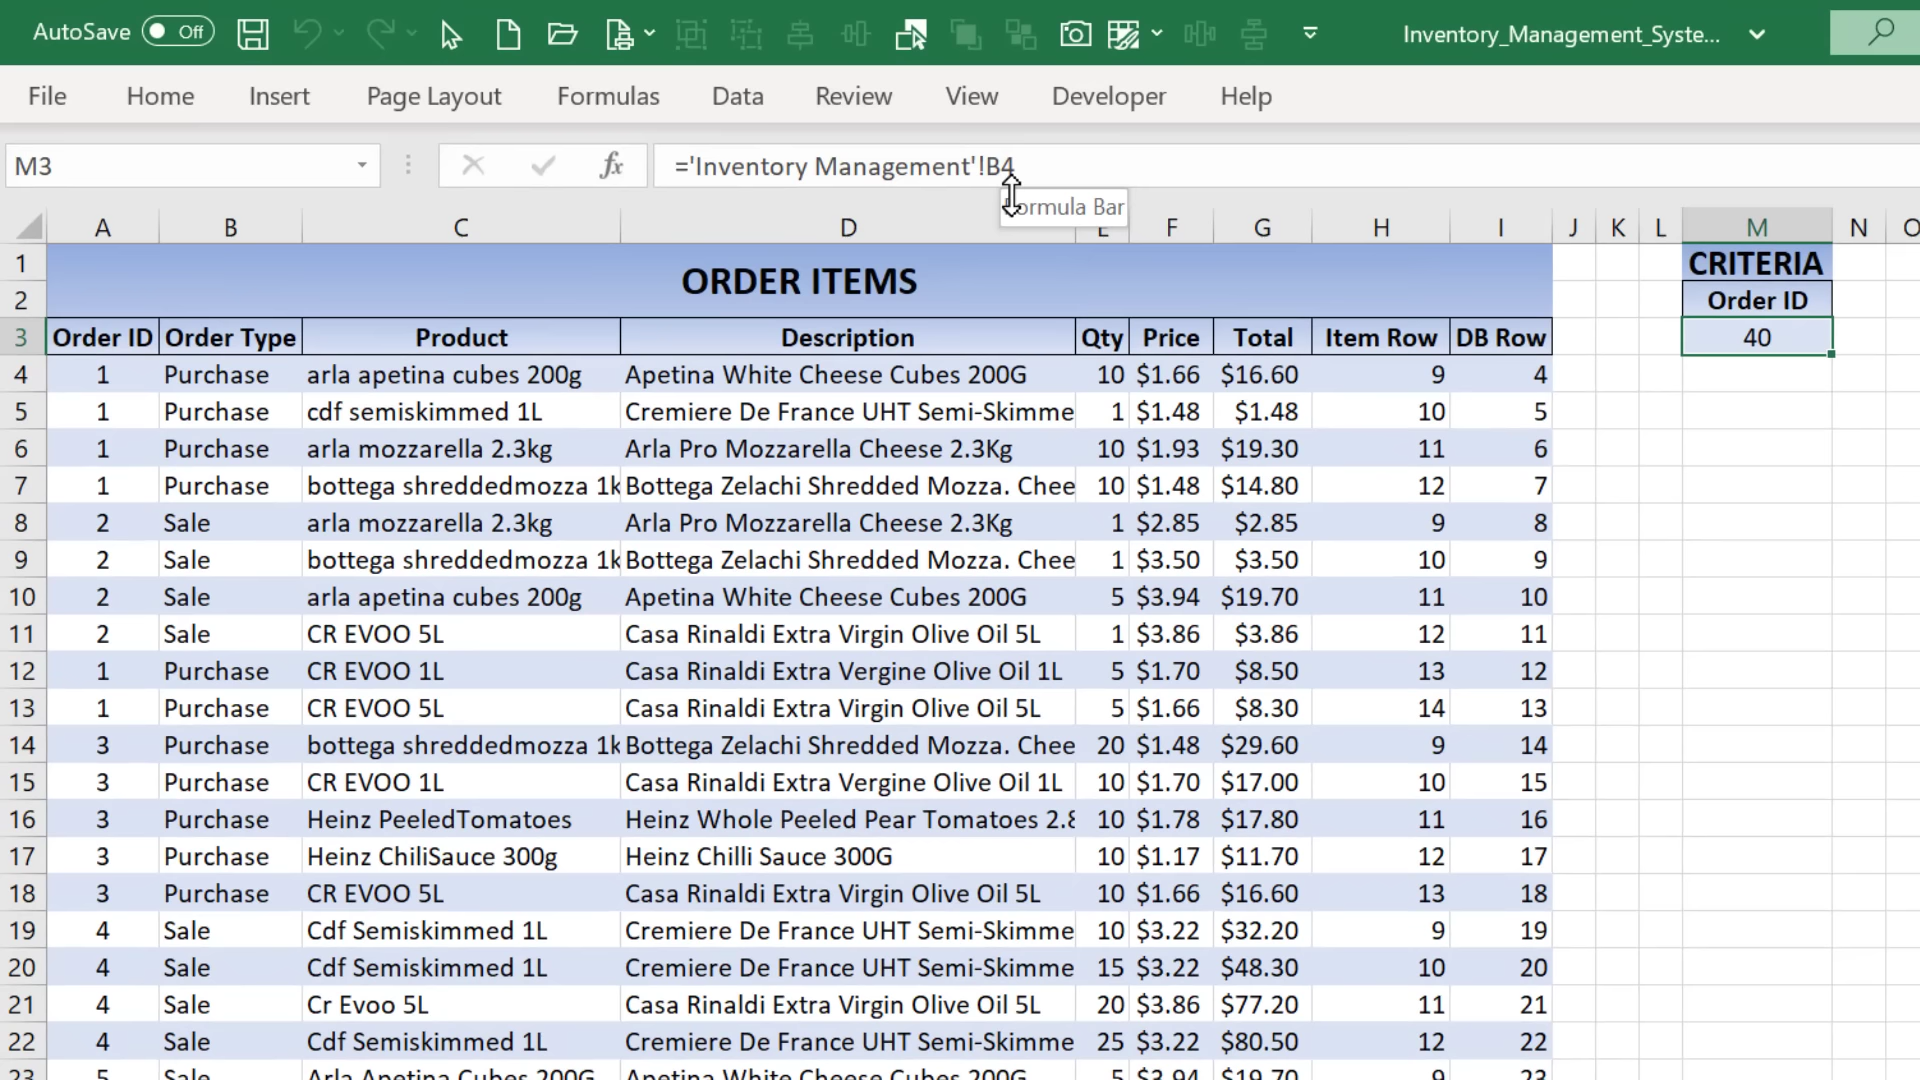 AutoSave Off Inventory_Management_Syste...
File Home Insert Page Layout Formulas Data Review View Developer Help
M3 fx ='Inventory Management'!B4
Formula Bar
A B C D E F G H I J K L M N O
1 ORDER ITEMS CRITERIA
2 Order ID
3 Order ID Order Type Product Description Qty Price Total Item Row DB Row 40
4 1 Purchase arla apetina cubes 200g Apetina White Cheese Cubes 200G 10 $1.66 $16.60 9 4
5 1 Purchase cdf semiskimmed 1L Cremiere De France UHT Semi-Skimme 1 $1.48 $1.48 10 5
6 1 Purchase arla mozzarella 2.3kg Arla Pro Mozzarella Cheese 2.3Kg 10 $1.93 $19.30 11 6
7 1 Purchase bottega shreddedmozza 1k Bottega Zelachi Shredded Mozza. Chee 10 $1.48 $14.80 12 7
8 2 Sale arla mozzarella 2.3kg Arla Pro Mozzarella Cheese 2.3Kg 1 $2.85 $2.85 9 8
9 2 Sale bottega shreddedmozza 1k Bottega Zelachi Shredded Mozza. Chee 1 $3.50 $3.50 10 9
10 2 Sale arla apetina cubes 200g Apetina White Cheese Cubes 200G 5 $3.94 $19.70 11 10
11 2 Sale CR EVOO 5L Casa Rinaldi Extra Virgin Olive Oil 5L 1 $3.86 $3.86 12 11
12 1 Purchase CR EVOO 1L Casa Rinaldi Extra Vergine Olive Oil 1L 5 $1.70 $8.50 13 12
13 1 Purchase CR EVOO 5L Casa Rinaldi Extra Virgin Olive Oil 5L 5 $1.66 $8.30 14 13
14 3 Purchase bottega shreddedmozza 1k Bottega Zelachi Shredded Mozza. Chee 20 $1.48 $29.60 9 14
15 3 Purchase CR EVOO 1L Casa Rinaldi Extra Vergine Olive Oil 1L 10 $1.70 $17.00 10 15
16 3 Purchase Heinz PeeledTomatoes Heinz Whole Peeled Pear Tomatoes 2.8 10 $1.78 $17.80 11 16
17 3 Purchase Heinz ChiliSauce 300g Heinz Chilli Sauce 300G 10 $1.17 $11.70 12 17
18 3 Purchase CR EVOO 5L Casa Rinaldi Extra Virgin Olive Oil 5L 10 $1.66 $16.60 13 18
19 4 Sale Cdf Semiskimmed 1L Cremiere De France UHT Semi-Skimme 10 $3.22 $32.20 9 19
20 4 Sale Cdf Semiskimmed 1L Cremiere De France UHT Semi-Skimme 15 $3.22 $48.30 10 20
21 4 Sale Cr Evoo 5L Casa Rinaldi Extra Virgin Olive Oil 5L 20 $3.86 $77.20 11 21
22 4 Sale Cdf Semiskimmed 1L Cremiere De France UHT Semi-Skimme 25 $3.22 $80.50 12 22
23 5 Sale Arla Apetina Cubes 200G Apetina White Cheese Cubes 200G 5 $3.94 $19.70 9 23